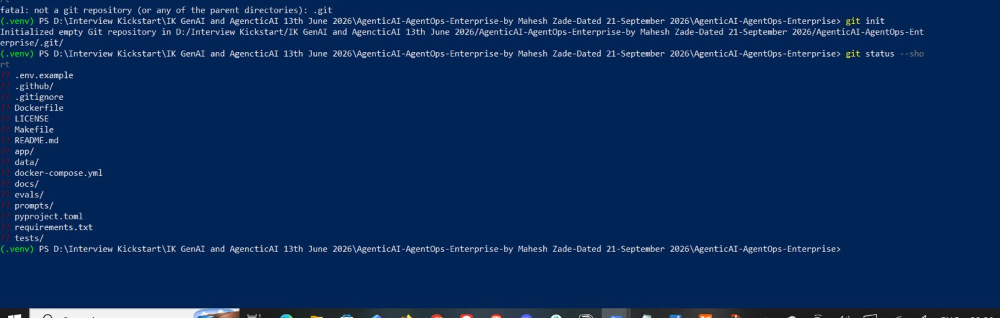 rt
fatal: not a git repository (or any of the parent directories): .git
(.venv) PS D:\Interview Kickstart\IK GenAI and AgencticAI 13th June 2026\AgenticAI-AgentOps-Enterprise-by Mahesh Zade-Dated 21-September 2026\AgenticAI-AgentOps-Enterprise> git init
Initialized empty Git repository in D:/Interview Kickstart/IK GenAI and AgencticAI 13th June 2026/AgenticAI-AgentOps-Enterprise-by Mahesh Zade-Dated 21-September 2026/AgenticAI-AgentOps-Ent
erprise/.git/
(.venv) PS D:\Interview Kickstart\IK GenAI and AgencticAI 13th June 2026\AgenticAI-AgentOps-Enterprise-by Mahesh Zade-Dated 21-September 2026\AgenticAI-AgentOps-Enterprise> git status --sho
rt
?? .env.example
?? .github/
?? .gitignore
?? Dockerfile
?? LICENSE
?? Makefile
?? README.md
?? app/
?? data/
?? docker-compose.yml
?? docs/
?? evals/
?? prompts/
?? pyproject.toml
?? requirements.txt
?? tests/
(.venv) PS D:\Interview Kickstart\IK GenAI and AgencticAI 13th June 2026\AgenticAI-AgentOps-Enterprise-by Mahesh Zade-Dated 21-September 2026\AgenticAI-AgentOps-Enterprise>